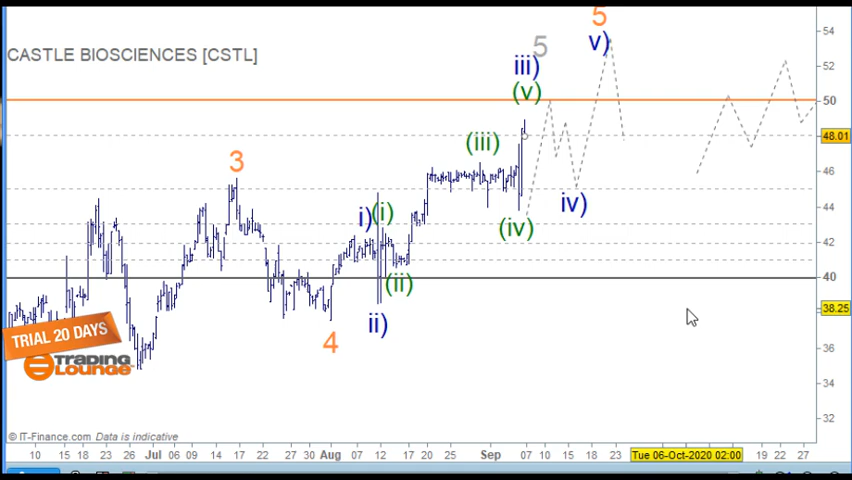 5
54
5
v)
CASTLE BIOSCIENCES [CSTL]
iii)
52
(v)
50
(iii)
48.01
3
46
i)
(i)
iv)
44
(iv)
42
(ii)
40
ii)
38.25
TRIAL 20 DAYS
4
Trading
Lounge
36
34
32
© IT-Finance.com Data is indicative
10 15 18 23 26 Jul 06 09 14 17 22 27 30 Aug 06 12 17 20 25 Sep 07 10 15 18 23 Tue 06-Oct-2020 02:00 19 22 27